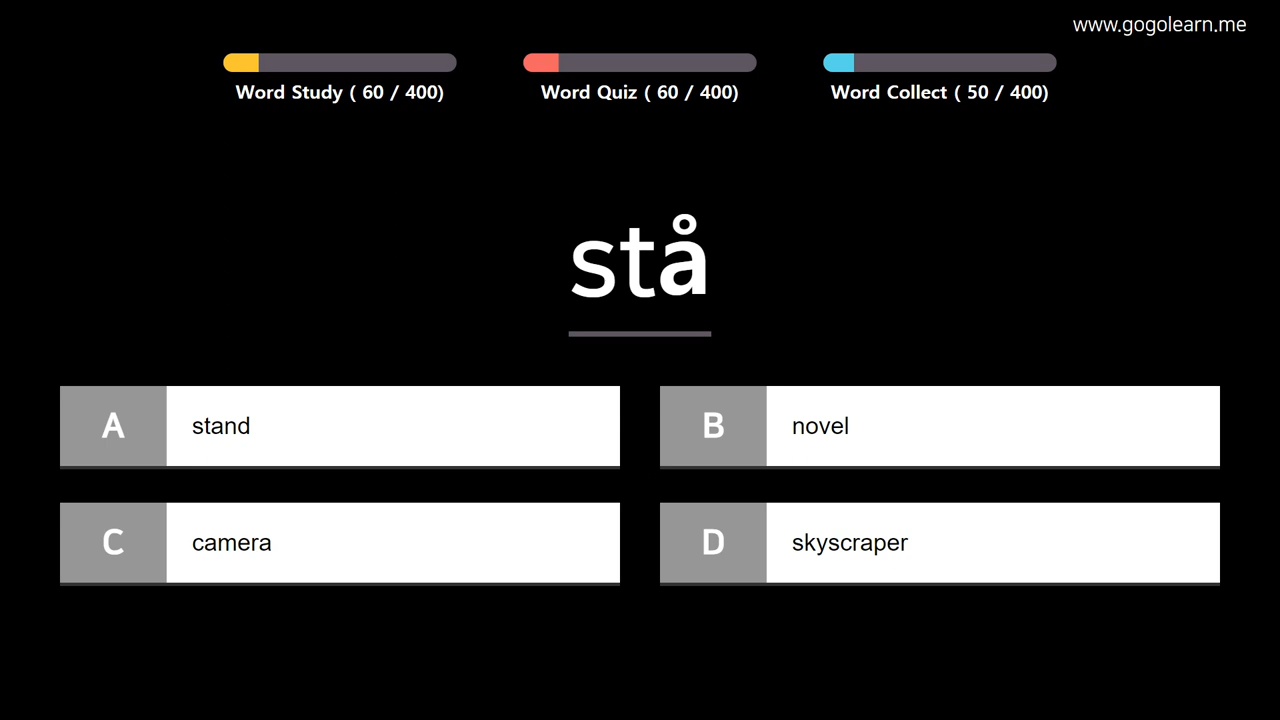 www.gogolearn.me
Word Study ( 60 / 400)
Word Quiz ( 60 / 400)
Word Collect ( 50 / 400)
stå
A stand
B novel
C camera
D skyscraper